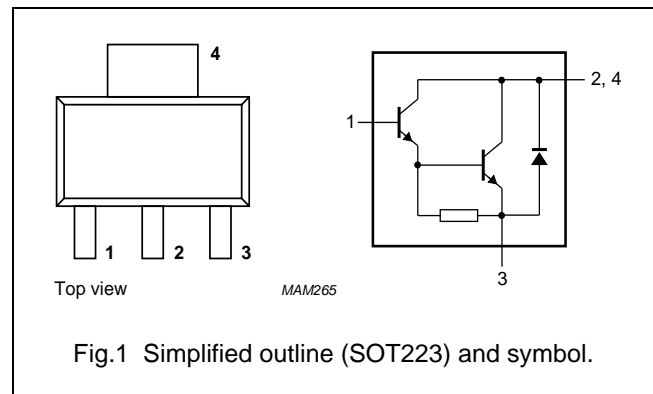 4
2, 4
1
1 2 3
3
Top view
MAM265
Fig.1 Simplified outline (SOT223) and symbol.